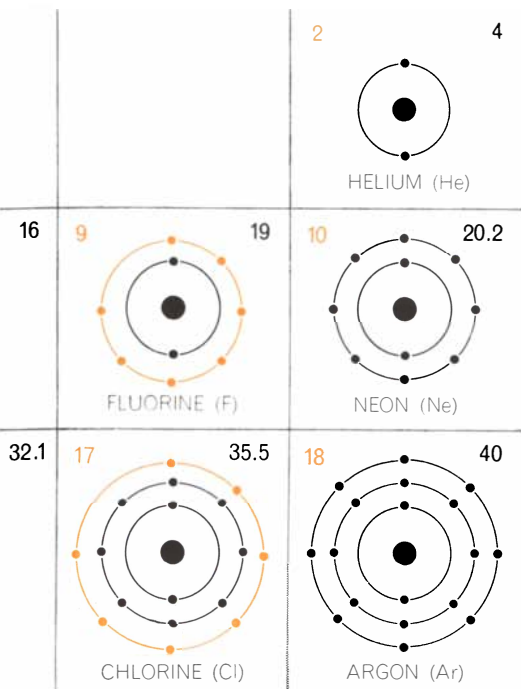 2 4
HELIUM (He)
16 9 19 10 20.2
FLUORINE (F) NEON (Ne)
32.1 17 35.5 18 40
CHLORINE (Cl) ARGON (Ar)